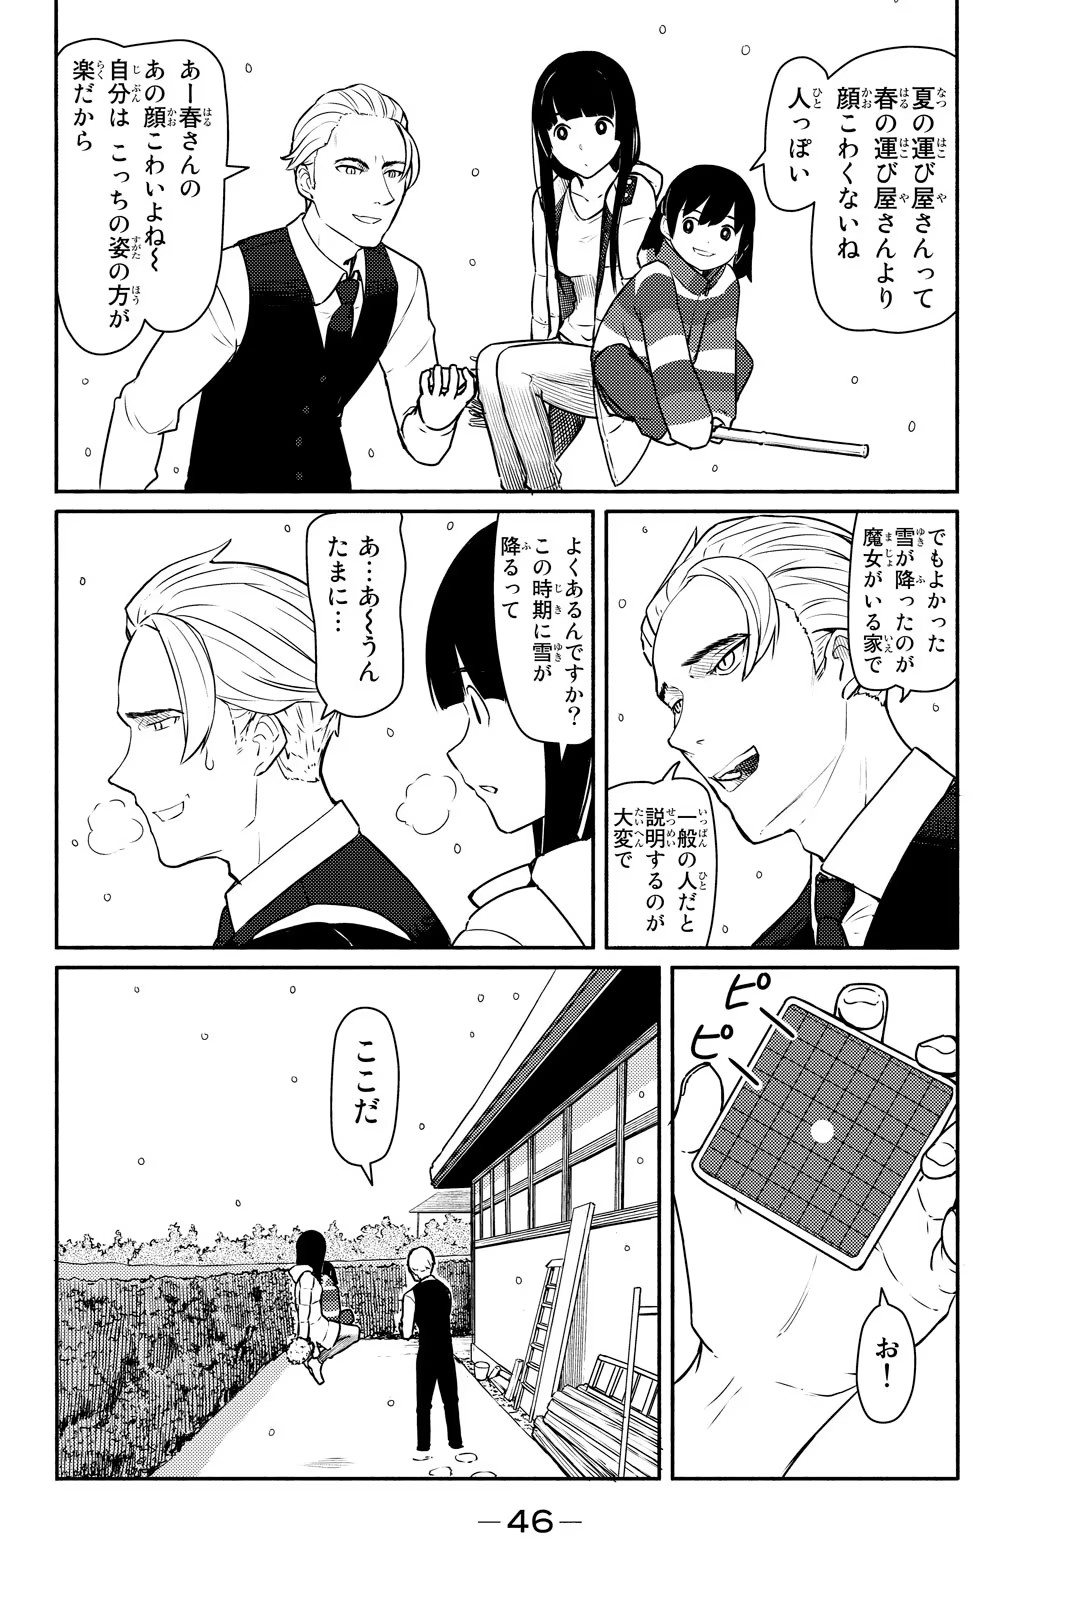 夏の運び屋さんって
春の運び屋さんより
顔こわくないね
人っぽい
あー春さんの
あの顔こわいよね〜
自分は こっちの姿の方が
楽だから
でもよかった
雪が降ったのが
魔女がいる家で
一般の人だと
説明するのが
大変で
よくあるんですか？
この時期に雪が
降るって
あ…あ〜うん
たまに…
ピピ
お！
ここだ
—46—